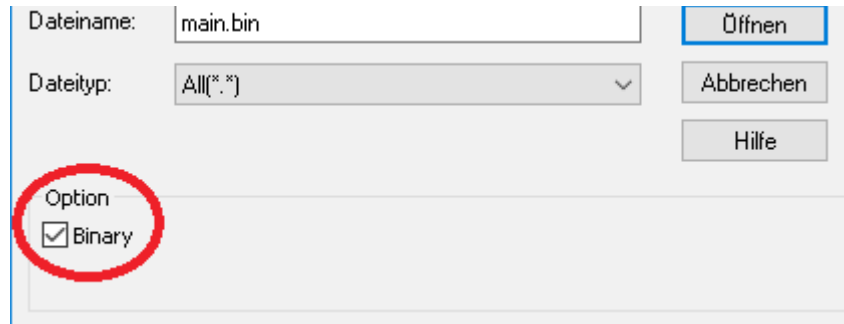 Dateiname: main.bin Öffnen
Dateityp: All(*.*) Abbrechen
Hilfe
Option
Binary